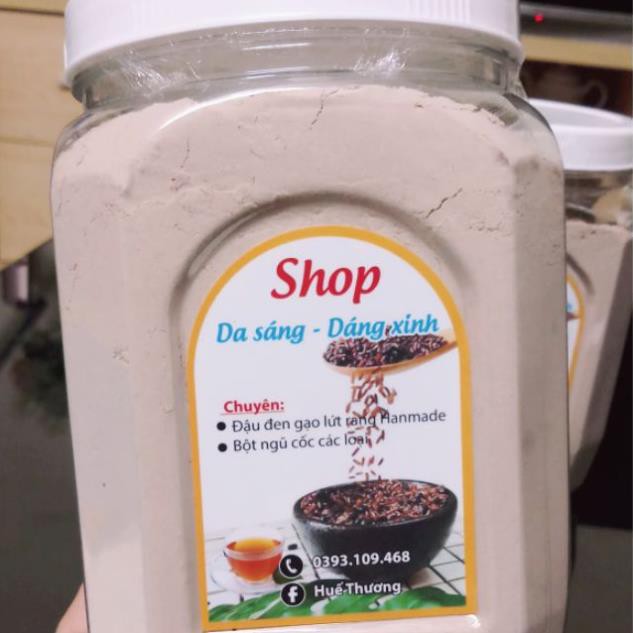 Shop
Da sáng - Dáng xinh
Chuyên:
Đậu đen gạo lứt rang Hanmade
Bột ngũ cốc các loại
0393.109.468
Huế Thương